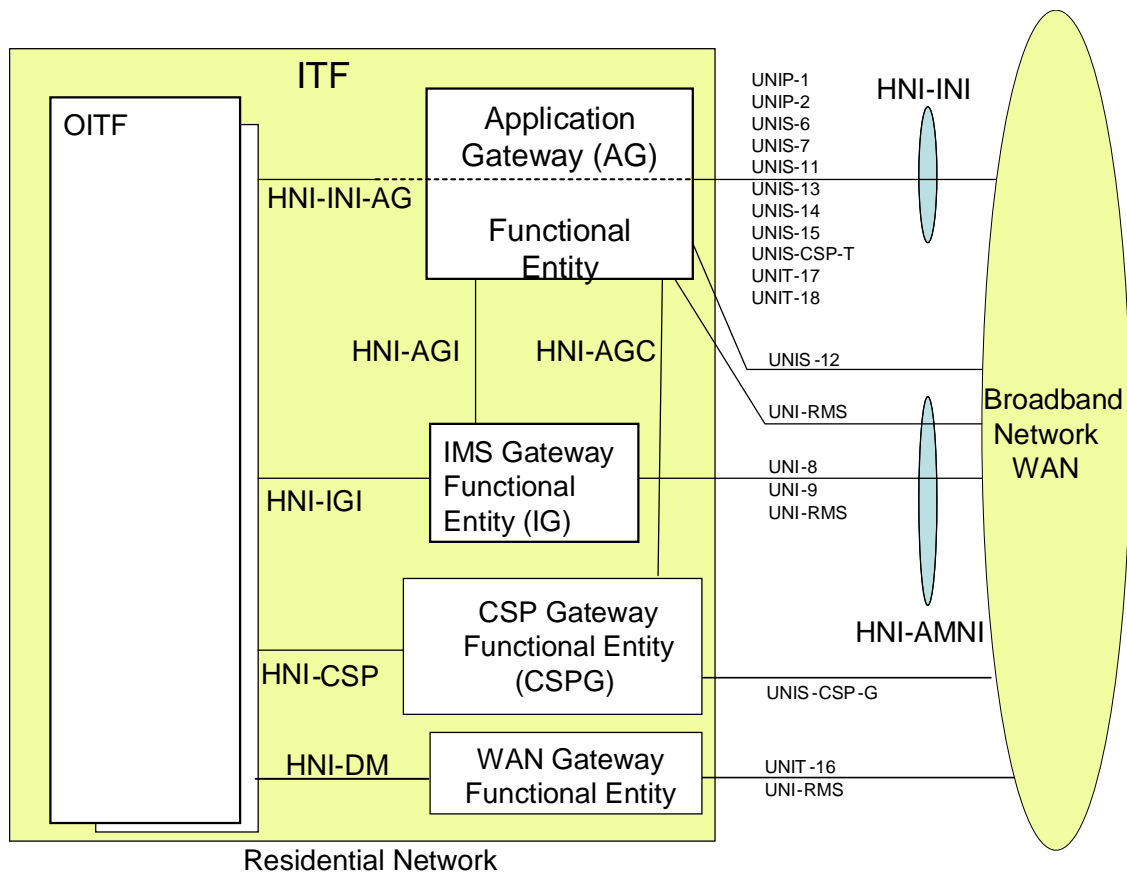 ITF
OITF
Application
Gateway (AG)
Functional
Entity
HNI-INI-AG
UNIP-1
UNIP-2
UNIS-6
UNIS-7
UNIS-11
UNIS-13
UNIS-14
UNIS-15
UNIS-CSP-T
UNIT-17
UNIT-18
HNI-INI
HNI-AGI
HNI-AGC
UNIS-12
UNI-RMS
Broadband
Network
WAN
IMS Gateway
Functional
Entity (IG)
HNI-IGI
UNI-8
UNI-9
UNI-RMS
HNI-AMNI
CSP Gateway
Functional Entity
(CSPG)
HNI-CSP
UNIS-CSP-G
HNI-DM
WAN Gateway
Functional Entity
UNIT-16
UNI-RMS
Residential Network